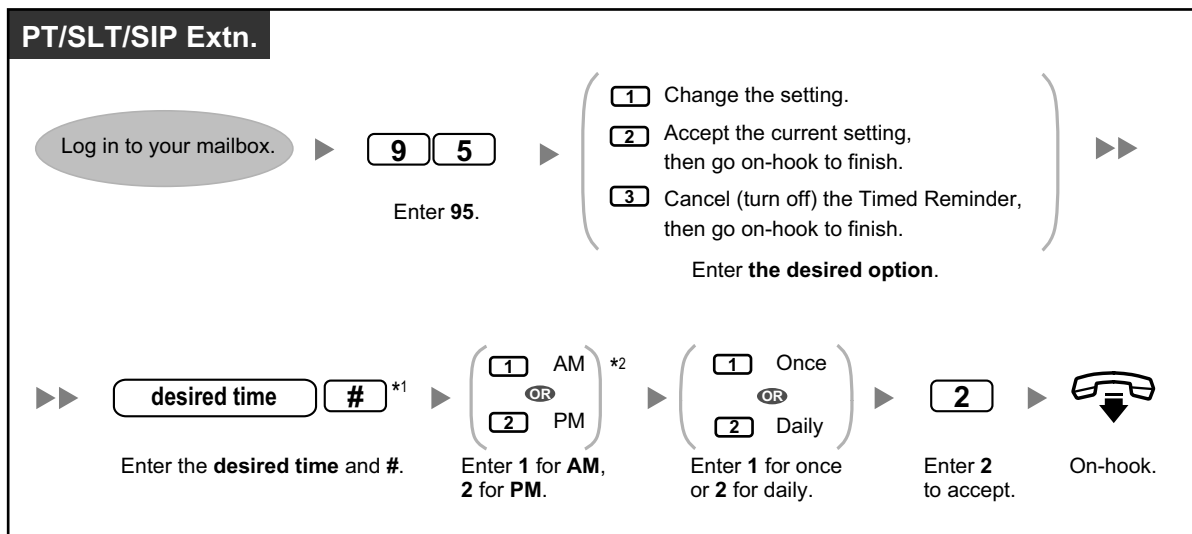 PT/SLT/SIP Extn.
Log in to your mailbox.
9 5
Enter 95.
1 Change the setting.
2 Accept the current setting,
then go on-hook to finish.
3 Cancel (turn off) the Timed Reminder,
then go on-hook to finish.
Enter the desired option.
desired time # *1
Enter the desired time and #.
1 AM *2
OR
2 PM
Enter 1 for AM,
2 for PM.
1 Once
OR
2 Daily
Enter 1 for once
or 2 for daily.
2
Enter 2
to accept.
On-hook.